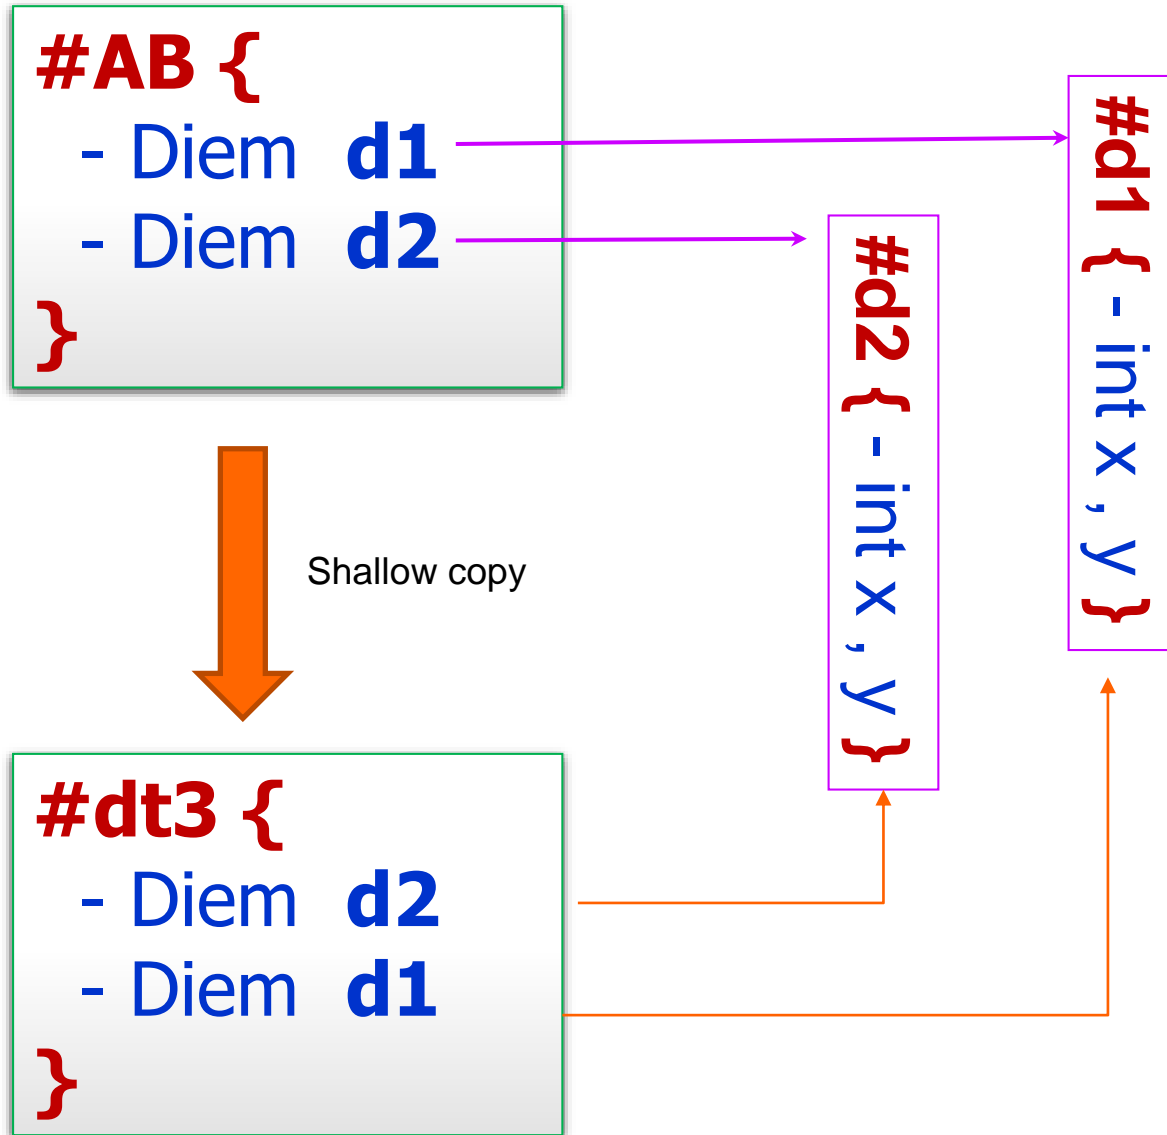 #AB {
- Diem d1
- Diem d2
}
#d1 { - int x , y }
#d2 { - int x , y }
Shallow copy
#dt3 {
- Diem d2
- Diem d1
}